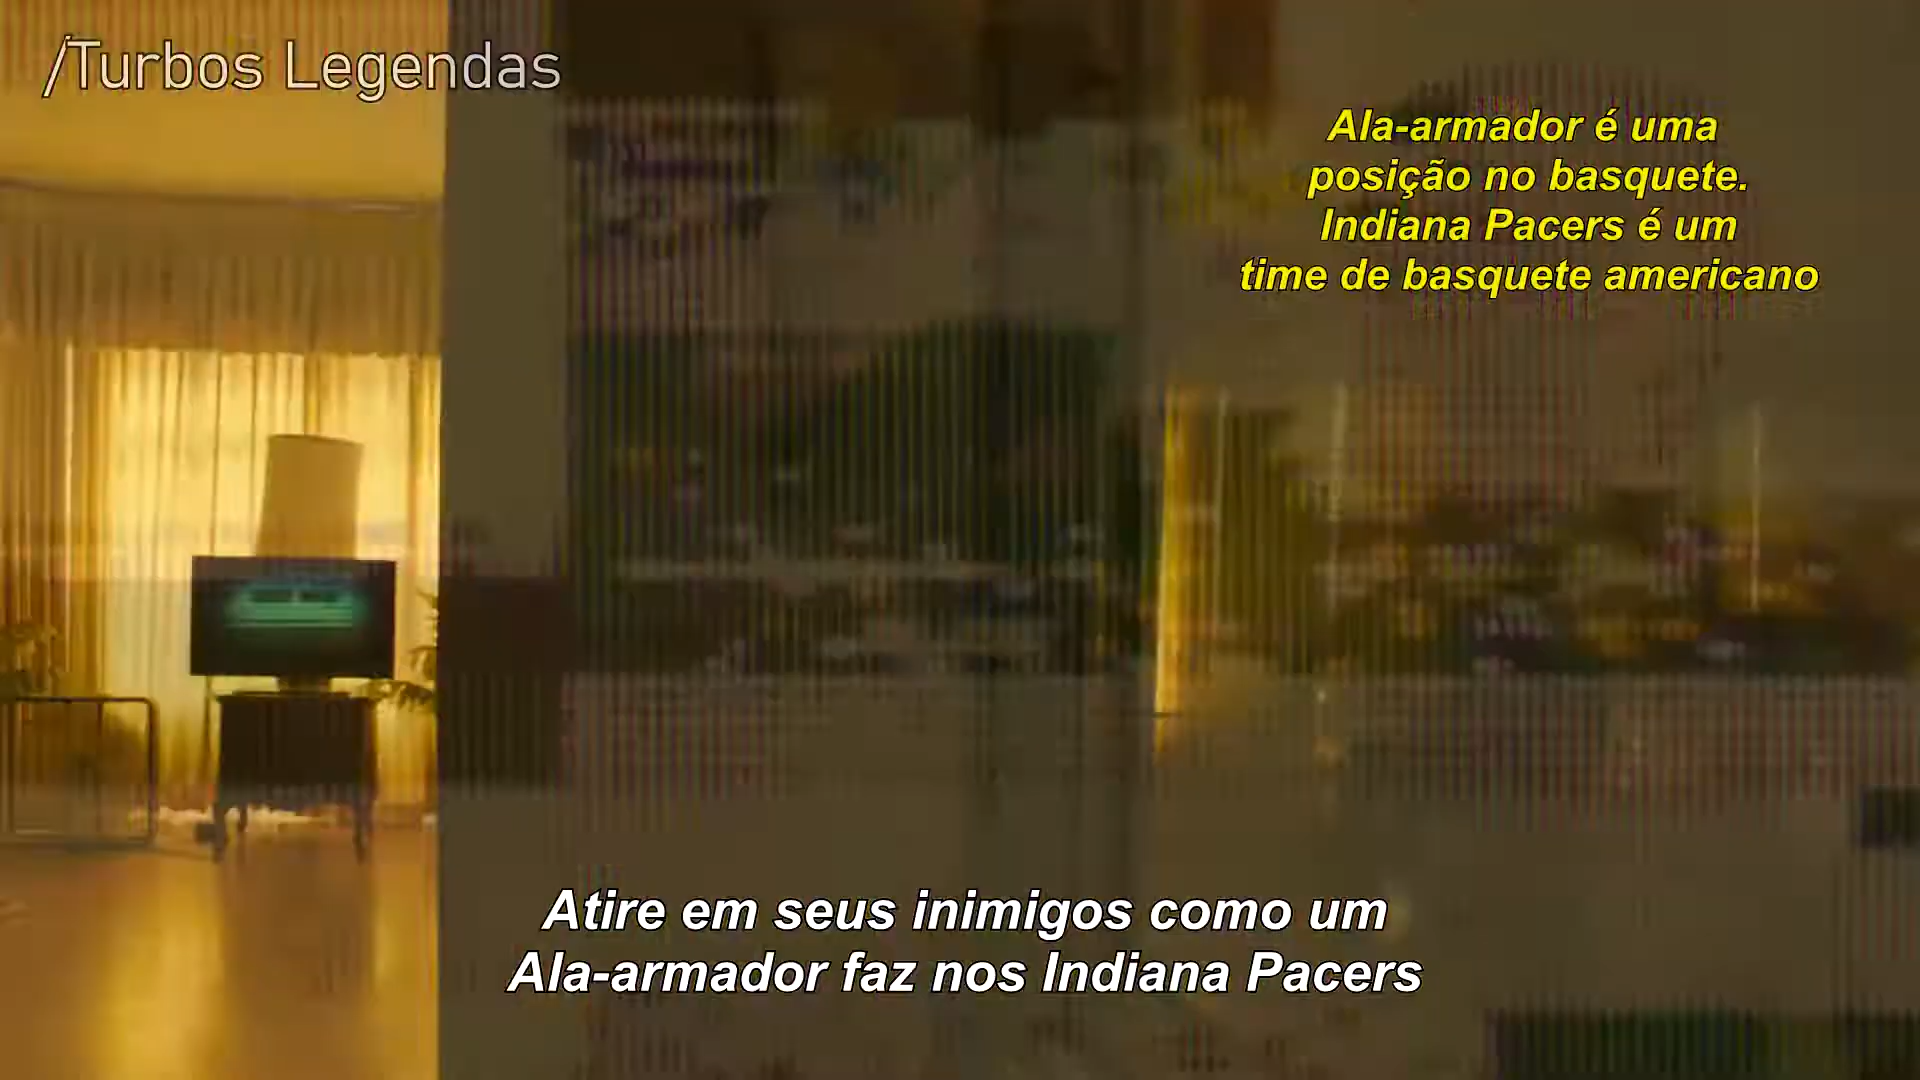 /Turbos Legendas
Ala-armador é uma
posição no basquete.
Indiana Pacers é um
time de basquete americano
Atire em seus inimigos como um
Ala-armador faz nos Indiana Pacers